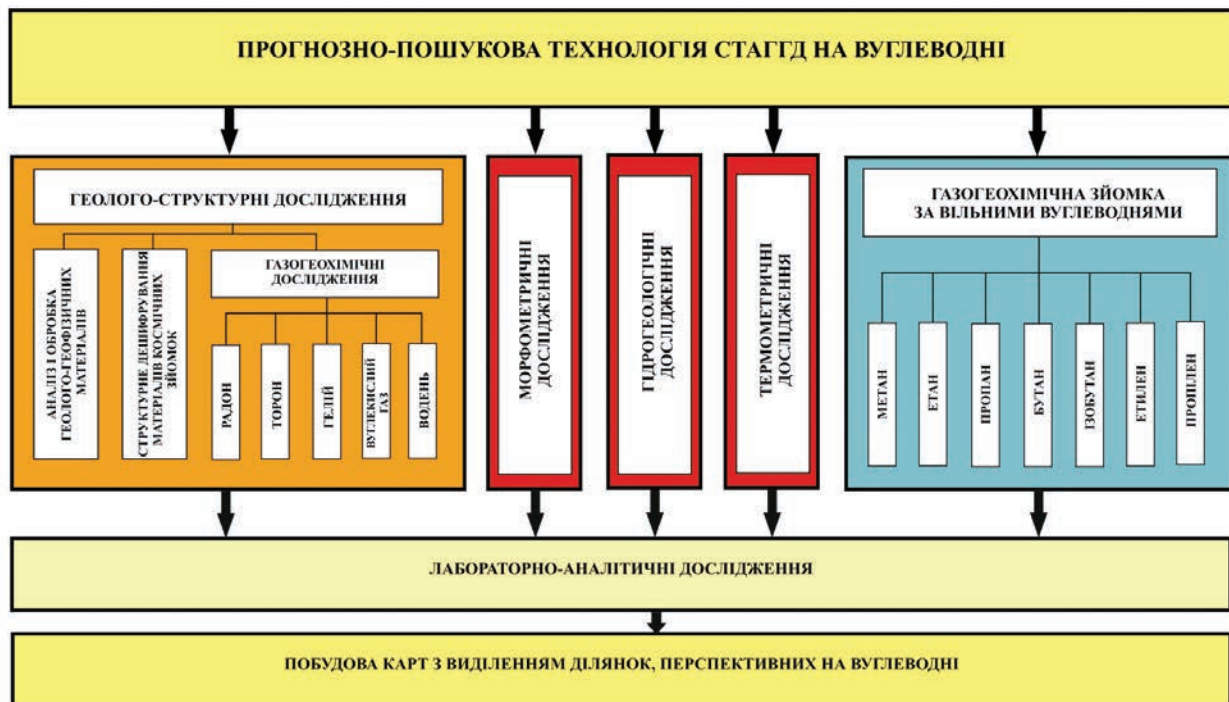 ПРОГНОЗНО-ПОШУКОВА ТЕХНОЛОГІЯ СТАГГД НА ВУГЛЕВОДНІ
ГЕОЛОГО-СТРУКТУРНІ ДОСЛІДЖЕННЯ
АНАЛІЗ І ОБРОБКА
ГЕОЛОГО-ГЕОФІЗИЧНИХ
МАТЕРІАЛІВ
СТРУКТУРНЕ ДЕШИФРУВАННЯ
МАТЕРІАЛІВ КОСМІЧНИХ
ЗЙОМОК
ГАЗОГЕОХІМІЧНІ
ДОСЛІДЖЕННЯ
РАДОН
ТОРОН
ГЕЛІЙ
ВУГЛЕКИСЛИЙ
ГАЗ
ВОДЕНЬ
МОРФОМЕТРИЧНІ
ДОСЛІДЖЕННЯ
ГІДРОГЕОЛОГІЧНІ
ДОСЛІДЖЕННЯ
ТЕРМОМЕТРИЧНІ
ДОСЛІДЖЕННЯ
ГАЗОГЕОХІМІЧНА ЗЙОМКА
ЗА ВІЛЬНИМИ ВУГЛЕВОДНЯМИ
МЕТАН
ЕТАН
ПРОПАН
БУТАН
ІЗОБУТАН
ЕТИЛЕН
ПРОПІЛЕН
ЛАБОРАТОРНО-АНАЛІТИЧНІ ДОСЛІДЖЕННЯ
ПОБУДОВА КАРТ З ВИДІЛЕННЯМ ДІЛЯНОК, ПЕРСПЕКТИВНИХ НА ВУГЛЕВОДНІ